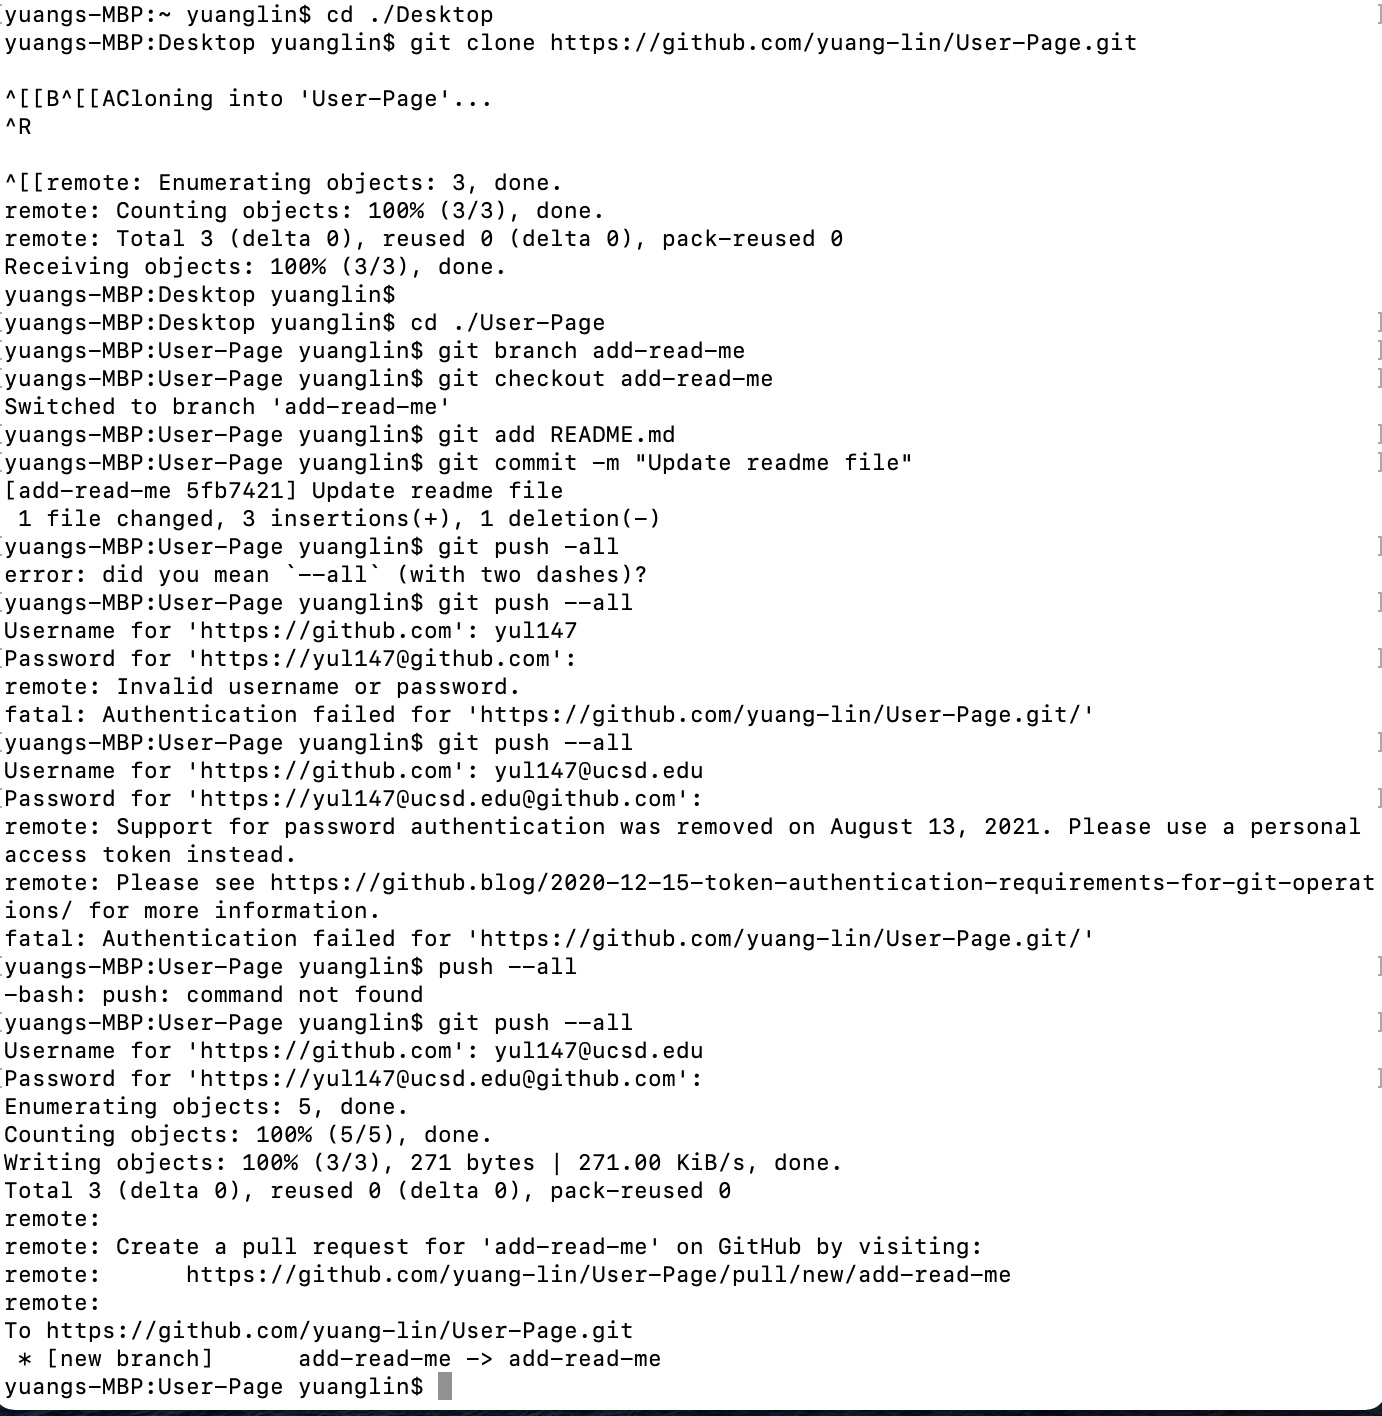 yuangs-MBP:~ yuanglin$ cd ./Desktop
yuangs-MBP:Desktop yuanglin$ git clone https://github.com/yuang-lin/User-Page.git
^[[B^[[ACloning into 'User-Page'...
^R
^[[remote: Enumerating objects: 3, done.
remote: Counting objects: 100% (3/3), done.
remote: Total 3 (delta 0), reused 0 (delta 0), pack-reused 0
Receiving objects: 100% (3/3), done.
yuangs-MBP:Desktop yuanglin$
yuangs-MBP:Desktop yuanglin$ cd ./User-Page
yuangs-MBP:User-Page yuanglin$ git branch add-read-me
yuangs-MBP:User-Page yuanglin$ git checkout add-read-me
Switched to branch 'add-read-me'
yuangs-MBP:User-Page yuanglin$ git add README.md
yuangs-MBP:User-Page yuanglin$ git commit -m "Update readme file"
[add-read-me 5fb7421] Update readme file
 1 file changed, 3 insertions(+), 1 deletion(-)
yuangs-MBP:User-Page yuanglin$ git push -all
error: did you mean `--all` (with two dashes)?
yuangs-MBP:User-Page yuanglin$ git push --all
Username for 'https://github.com': yul147
Password for 'https://yul147@github.com':
remote: Invalid username or password.
fatal: Authentication failed for 'https://github.com/yuang-lin/User-Page.git/'
yuangs-MBP:User-Page yuanglin$ git push --all
Username for 'https://github.com': yul147@ucsd.edu
Password for 'https://yul147@ucsd.edu@github.com':
remote: Support for password authentication was removed on August 13, 2021. Please use a personal
access token instead.
remote: Please see https://github.blog/2020-12-15-token-authentication-requirements-for-git-operat
ions/ for more information.
fatal: Authentication failed for 'https://github.com/yuang-lin/User-Page.git/'
yuangs-MBP:User-Page yuanglin$ push --all
-bash: push: command not found
yuangs-MBP:User-Page yuanglin$ git push --all
Username for 'https://github.com': yul147@ucsd.edu
Password for 'https://yul147@ucsd.edu@github.com':
Enumerating objects: 5, done.
Counting objects: 100% (5/5), done.
Writing objects: 100% (3/3), 271 bytes | 271.00 KiB/s, done.
Total 3 (delta 0), reused 0 (delta 0), pack-reused 0
remote:
remote: Create a pull request for 'add-read-me' on GitHub by visiting:
remote:      https://github.com/yuang-lin/User-Page/pull/new/add-read-me
remote:
To https://github.com/yuang-lin/User-Page.git
 * [new branch]      add-read-me -> add-read-me
yuangs-MBP:User-Page yuanglin$